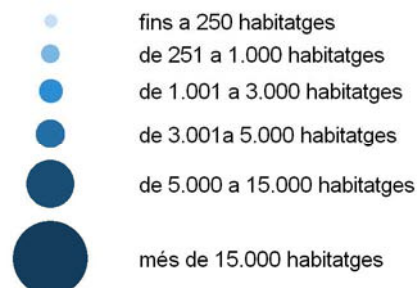 fins a 250 habitatges
de 251 a 1.000 habitatges
de 1.001 a 3.000 habitatges
de 3.001a 5.000 habitatges
de 5.000 a 15.000 habitatges
més de 15.000 habitatges